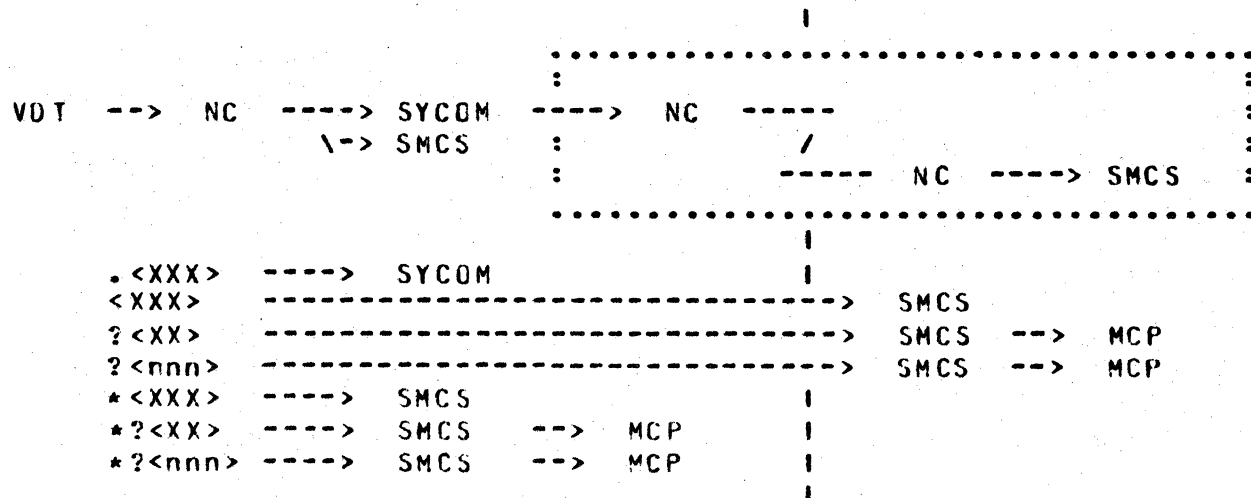 VDT --> NC ----> SYCOM ----> NC -----
\-> SMCS : /
: ----- NC ----> SMCS :
.<XXX> ----> SYCOM |
<XXX> ------------------------------------> SMCS
?<XX> ------------------------------------> SMCS --> MCP
?<nnn> ------------------------------------> SMCS --> MCP
*<XXX> ----> SMCS |
*?<XX> ----> SMCS --> MCP |
*?<nnn> ----> SMCS --> MCP |